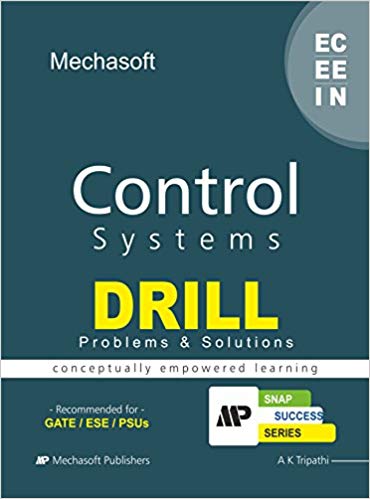 Mechasoft
EC
EE
IN
Control
Systems
DRILL
Problems & Solutions
conceptually empowered learning
- Recommended for -
GATE / ESE / PSUs
MP
SNAP
SUCCESS
SERIES
MP Mechasoft Publishers
A K Tripathi